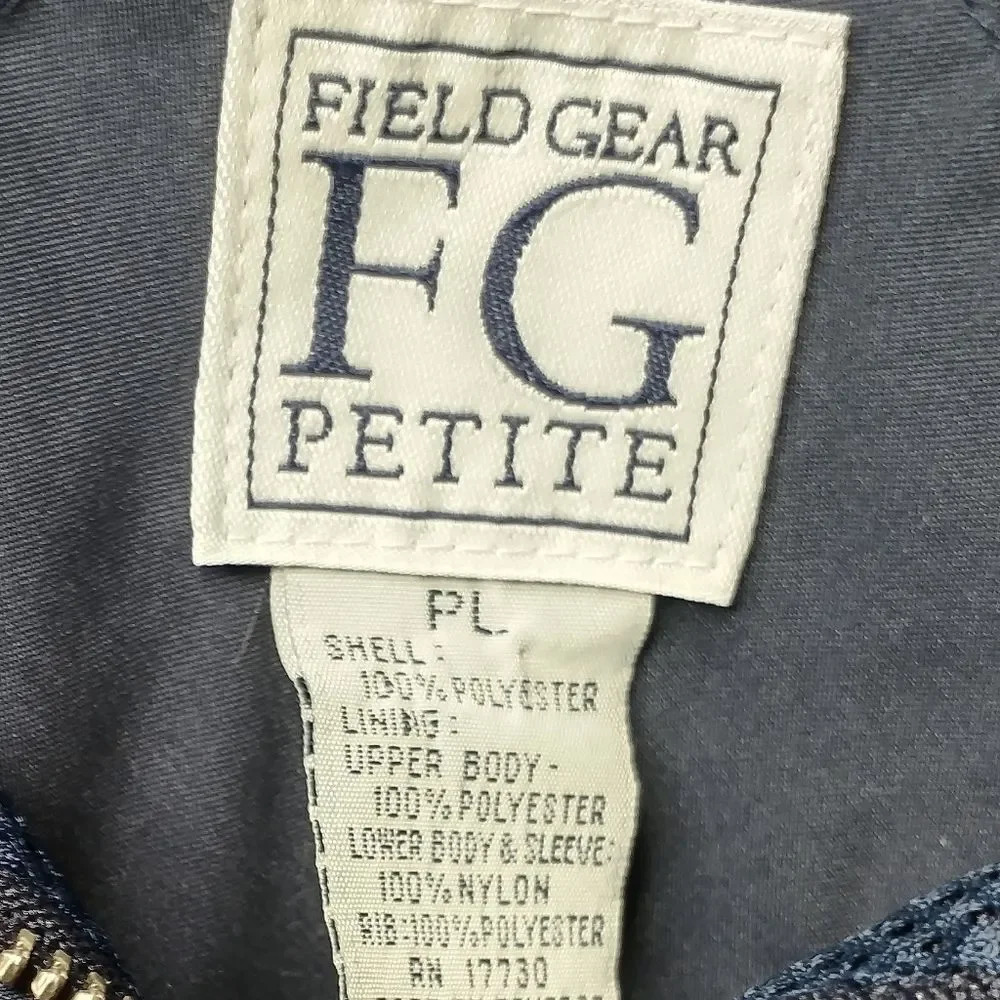 FIELD GEAR
FG
PETITE
PL
SHELL:
100% POLYESTER
LINING:
UPPER BODY-
100% POLYESTER
LOWER BODY & SLEEVE:
100% NYLON
RIB:100% POLYESTER
RN 17730